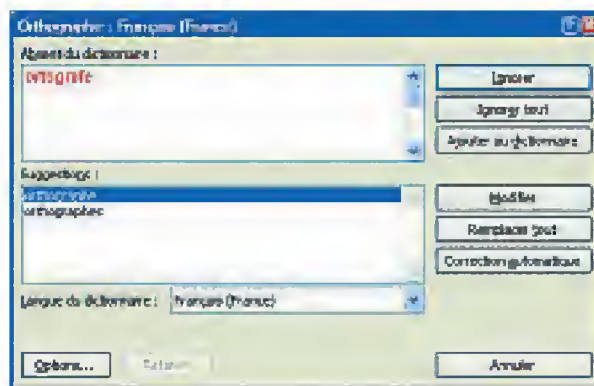 Orthographe : Français (France)
Absent du dictionnaire :
ortografe
Ignorer
Ignorer tout
Ajouter au dictionnaire
Suggestions :
orthographe
orthographes
Modifier
Remplacer tout
Correction automatique
Langue du dictionnaire : Français (France)
Options... Rétablir Annuler